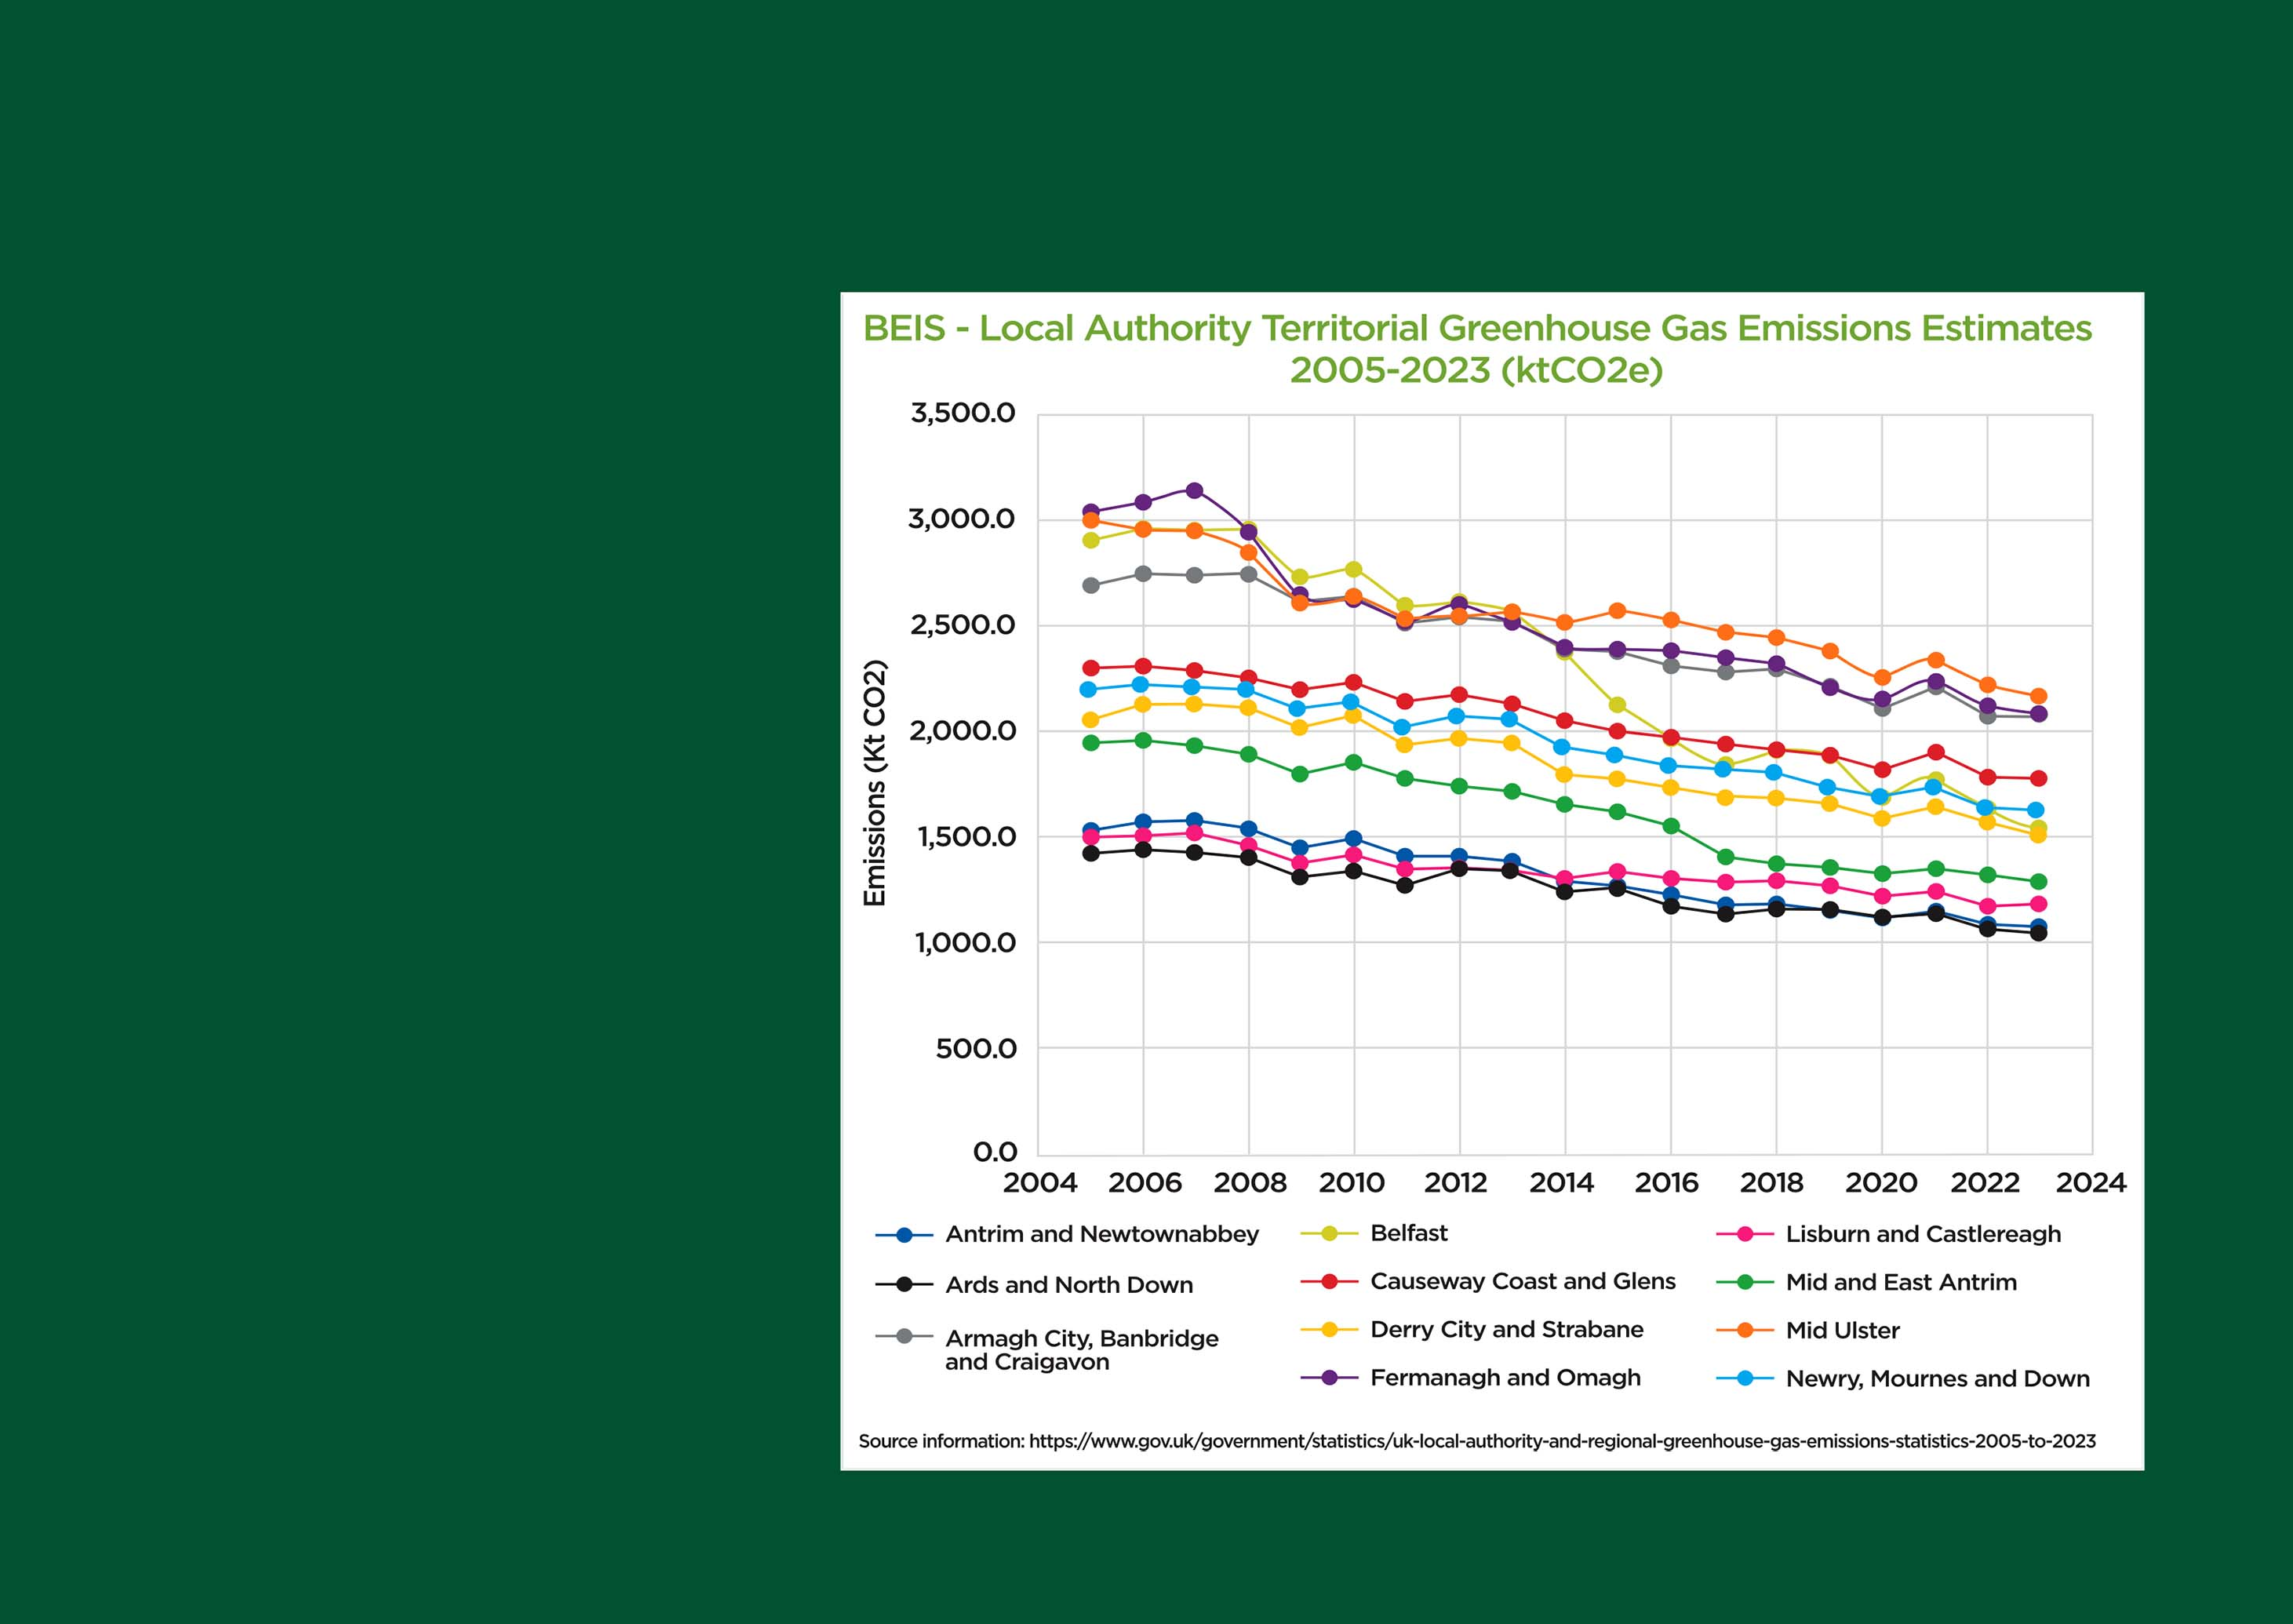 BEIS - Local Authority Territorial Greenhouse Gas Emissions Estimates
2005-2023 (ktCO2e)
Emissions (Kt CO2)
3,500.0
3,000.0
2,500.0
2,000.0
1,500.0
1,000.0
500.0
0.0
2004 2006 2008 2010 2012 2014 2016 2018 2020 2022 2024
Antrim and Newtownabbey
Ards and North Down
Armagh City, Banbridge
and Craigavon
Belfast
Causeway Coast and Glens
Derry City and Strabane
Fermanagh and Omagh
Lisburn and Castlereagh
Mid and East Antrim
Mid Ulster
Newry, Mournes and Down
Source information: https://www.gov.uk/government/statistics/uk-local-authority-and-regional-greenhouse-gas-emissions-statistics-2005-to-2023